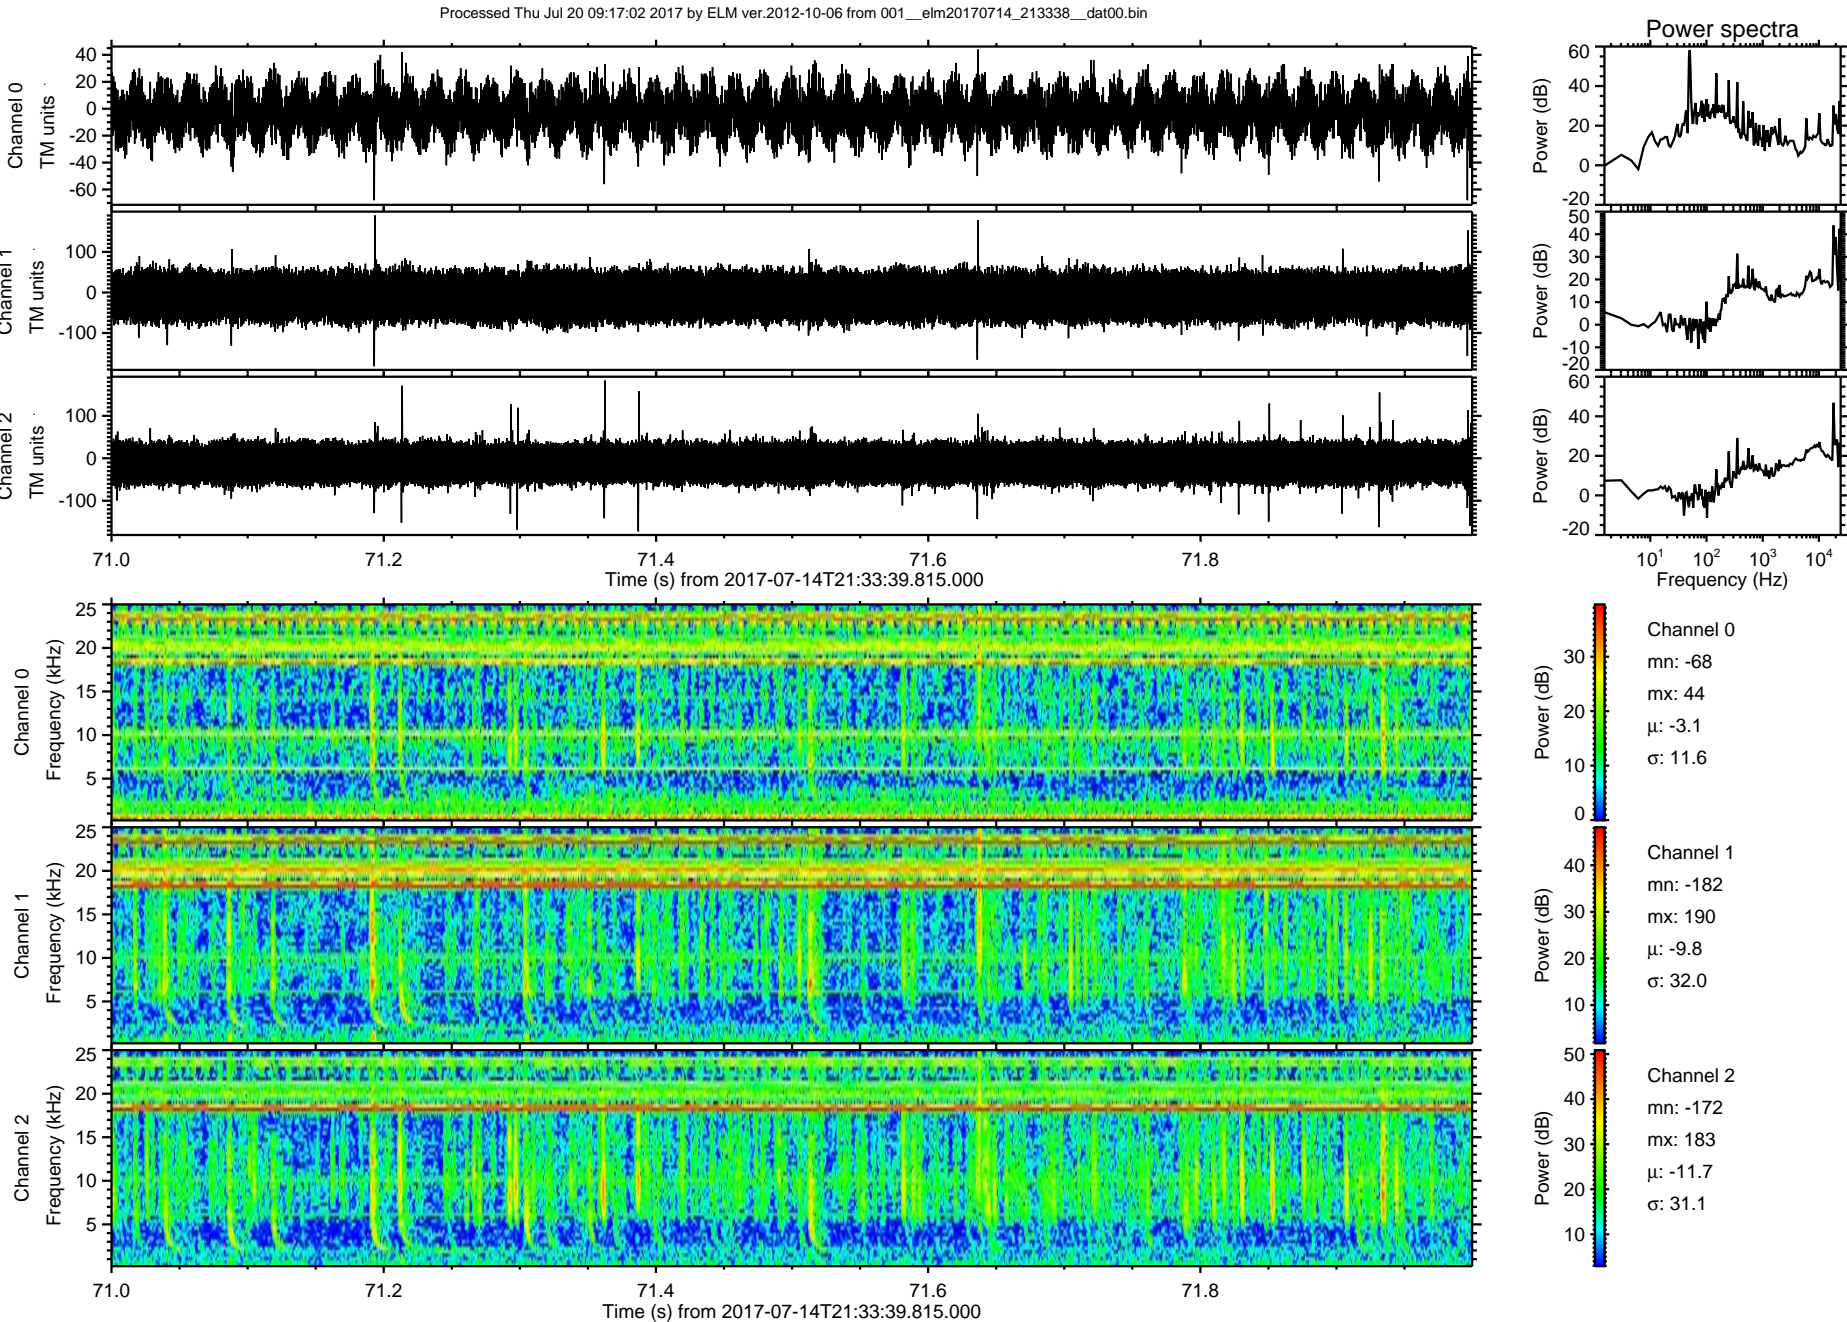 Processed Thu Jul 20 09:17:02 2017 by ELM ver.2012-10-06 from 001__elm20170714_213338__dat00.bin
Power spectra
Channel 0
TM units
40
20
0
-20
-40
-60
Power (dB)
60
40
20
0
-20
Channel 1
TM units
100
0
-100
Power (dB)
50
40
30
20
10
0
-10
-20
Channel 2
TM units
100
0
-100
Power (dB)
60
40
20
0
-20
71.0 71.2 71.4 71.6 71.8
Time (s) from 2017-07-14T21:33:39.815.000
10^1 10^2 10^3 10^4
Frequency (Hz)
Channel 0
Frequency (kHz)
25
20
15
10
5
Power (dB)
30
20
10
0
Channel 0
mn: -68
mx: 44
μ: -3.1
σ: 11.6
Channel 1
Frequency (kHz)
25
20
15
10
5
Power (dB)
40
30
20
10
Channel 1
mn: -182
mx: 190
μ: -9.8
σ: 32.0
Channel 2
Frequency (kHz)
25
20
15
10
5
Power (dB)
50
40
30
20
10
Channel 2
mn: -172
mx: 183
μ: -11.7
σ: 31.1
71.0 71.2 71.4 71.6 71.8
Time (s) from 2017-07-14T21:33:39.815.000